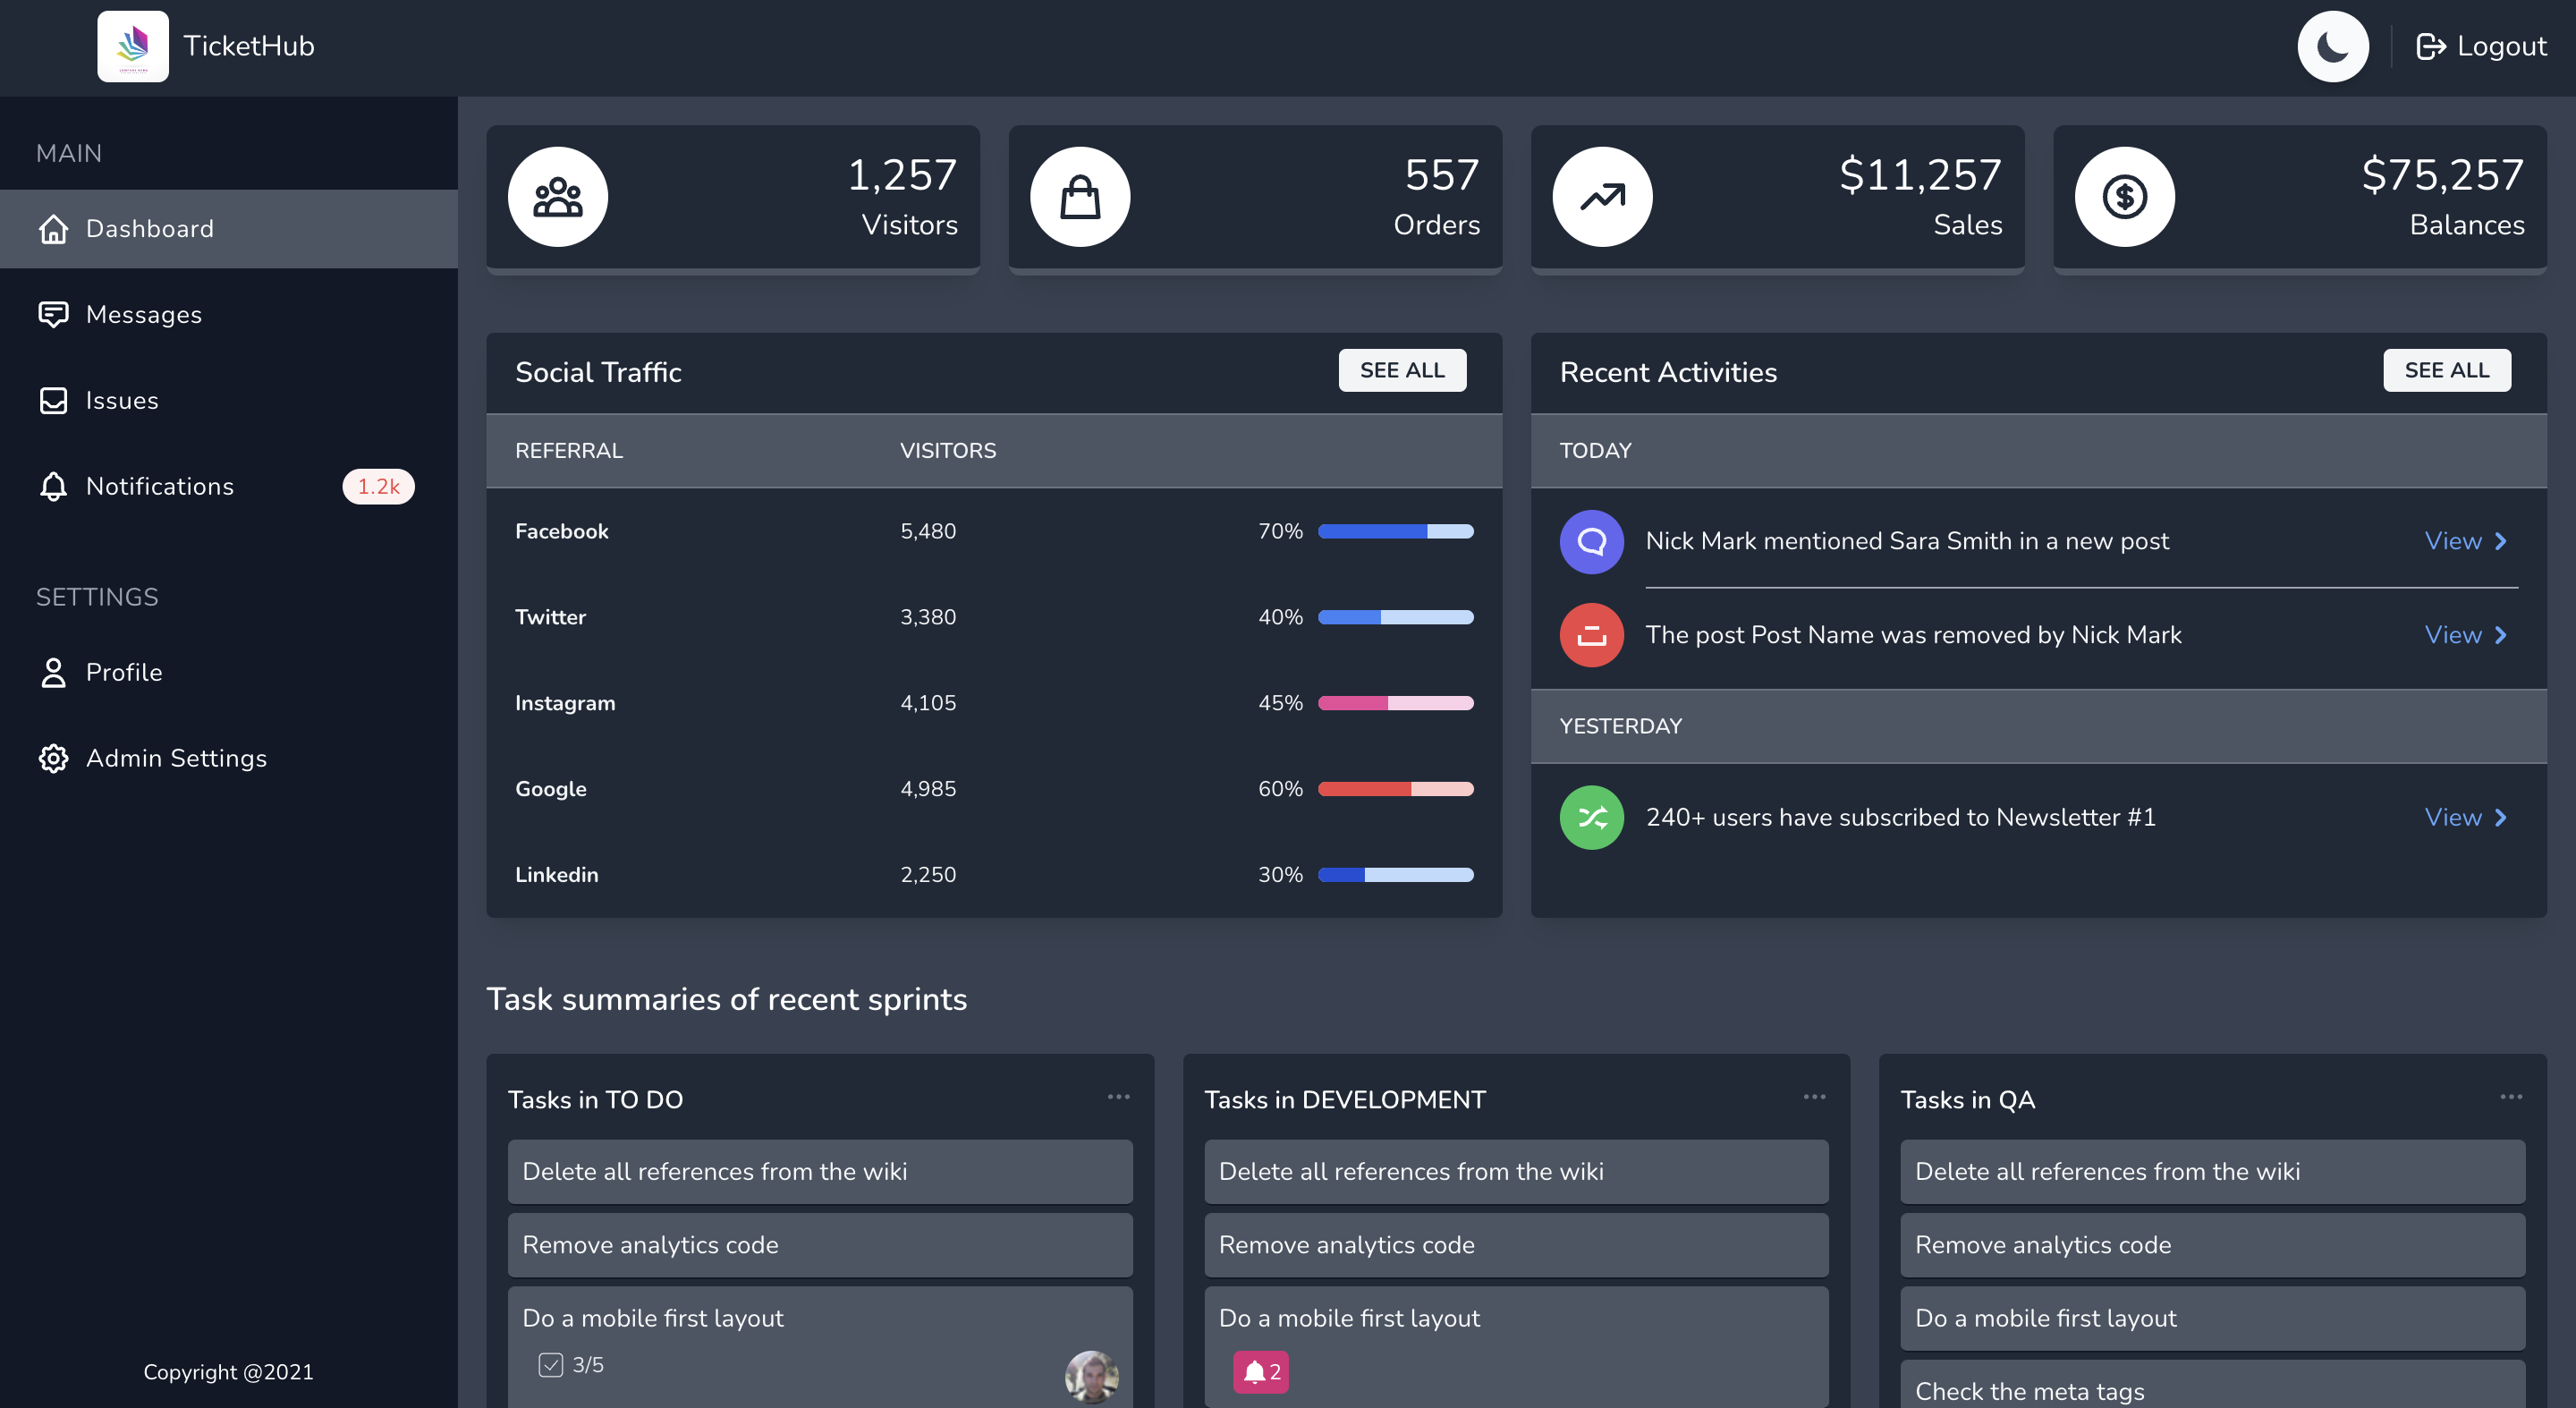 TicketHub
Logout
MAIN
Dashboard
Messages
Issues
Notifications 1.2k
SETTINGS
Profile
Admin Settings
Copyright @2021
1,257
Visitors
557
Orders
$11,257
Sales
$75,257
Balances
Social Traffic SEE ALL
REFERRAL VISITORS
Facebook 5,480 70%
Twitter 3,380 40%
Instagram 4,105 45%
Google 4,985 60%
Linkedin 2,250 30%
Recent Activities SEE ALL
TODAY
Nick Mark mentioned Sara Smith in a new post View
The post Post Name was removed by Nick Mark View
YESTERDAY
240+ users have subscribed to Newsletter #1 View
Task summaries of recent sprints
Tasks in TO DO
Delete all references from the wiki
Remove analytics code
Do a mobile first layout
3/5
Tasks in DEVELOPMENT
Delete all references from the wiki
Remove analytics code
Do a mobile first layout
2
Tasks in QA
Delete all references from the wiki
Remove analytics code
Do a mobile first layout
Check the meta tags